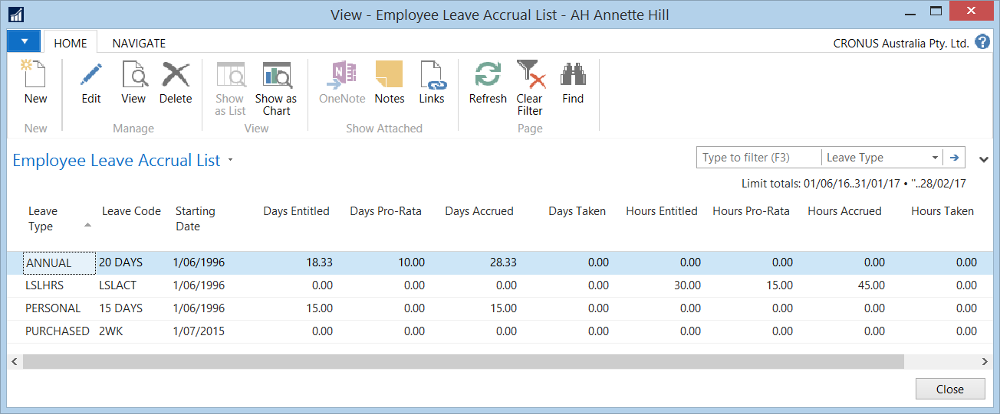 View - Employee Leave Accrual List - AH Annette Hill
HOME NAVIGATE CRONUS Australia Pty. Ltd. ?
New Edit View Delete Show as List Show as Chart OneNote Notes Links Refresh Clear Filter Find
New Manage View Show Attached Page
Employee Leave Accrual List Type to filter (F3) Leave Type
Limit totals: 01/06/16..31/01/17 • ''..28/02/17
Leave Type Leave Code Starting Date Days Entitled Days Pro-Rata Days Accrued Days Taken Hours Entitled Hours Pro-Rata Hours Accrued Hours Taken
ANNUAL 20 DAYS 1/06/1996 18.33 10.00 28.33 0.00 0.00 0.00 0.00 0.00
LSLHRS LSLACT 1/06/1996 0.00 0.00 0.00 0.00 30.00 15.00 45.00 0.00
PERSONAL 15 DAYS 1/06/1996 15.00 0.00 15.00 0.00 0.00 0.00 0.00 0.00
PURCHASED 2WK 1/07/2015 0.00 0.00 0.00 0.00 0.00 0.00 0.00 0.00
Close